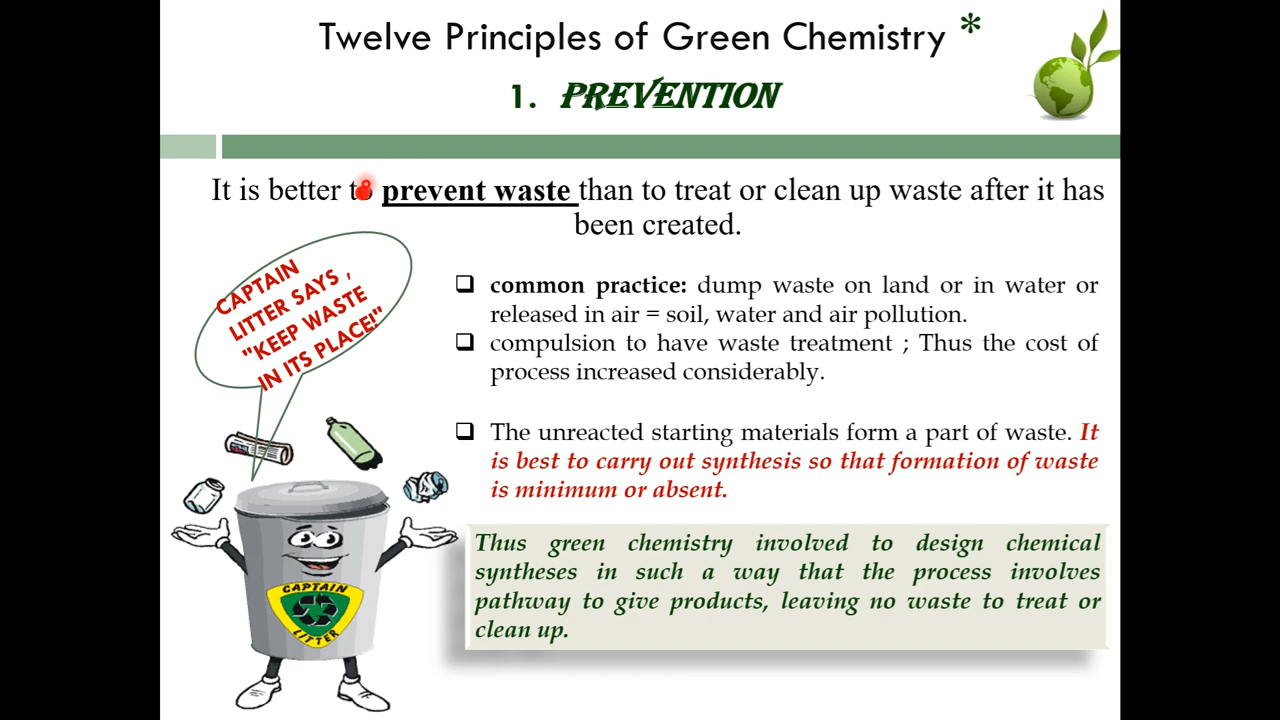 Twelve Principles of Green Chemistry *
1. PREVENTION
It is better to prevent waste than to treat or clean up waste after it has
been created.
CAPTAIN
LITTER SAYS ,
"KEEP WASTE
IN ITS PLACE!"
❑ common practice: dump waste on land or in water or
released in air = soil, water and air pollution.
❑ compulsion to have waste treatment ; Thus the cost of
process increased considerably.
❑ The unreacted starting materials form a part of waste. It
is best to carry out synthesis so that formation of waste
is minimum or absent.
Thus green chemistry involved to design chemical
syntheses in such a way that the process involves
pathway to give products, leaving no waste to treat or
clean up.
CAPTAIN
LITTER